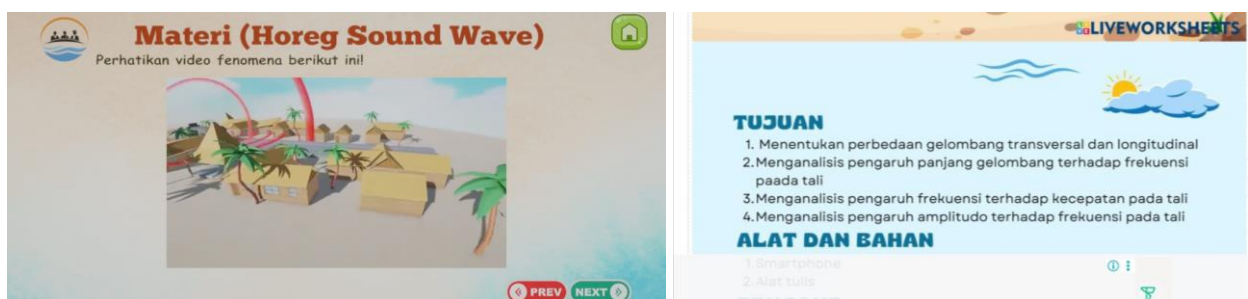 Materi (Horeg Sound Wave)
Perhatikan video fenomena berikut ini!
PREV
NEXT
LIVEWORKSHEETS
TUJUAN
1. Menentukan perbedaan gelombang transversal dan longitudinal
2. Menganalisis pengaruh panjang gelombang terhadap frekuensi
paada tali
3. Menganalisis pengaruh frekuensi terhadap kecepatan pada tali
4. Menganalisis pengaruh amplitudo terhadap frekuensi pada tali
ALAT DAN BAHAN
1. Smartphone
2. Alat tulis